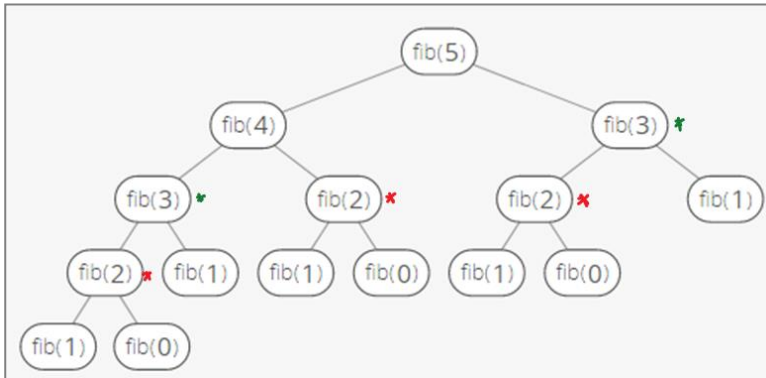 fib(5)
fib(4) fib(3) *
fib(3) * fib(2) * fib(2) * fib(1)
fib(2) * fib(1) fib(1) fib(0) fib(1) fib(0)
fib(1) fib(0)